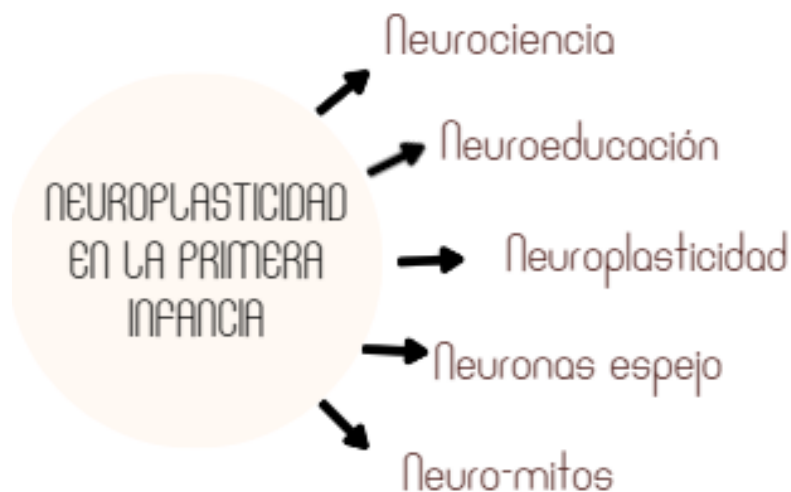 Neurociencia
Neuroeducación
NEUROPLASTICIDAD
EN LA PRIMERA
INFANCIA
Neuroplasticidad
Neuronas espejo
Neuro-mitos